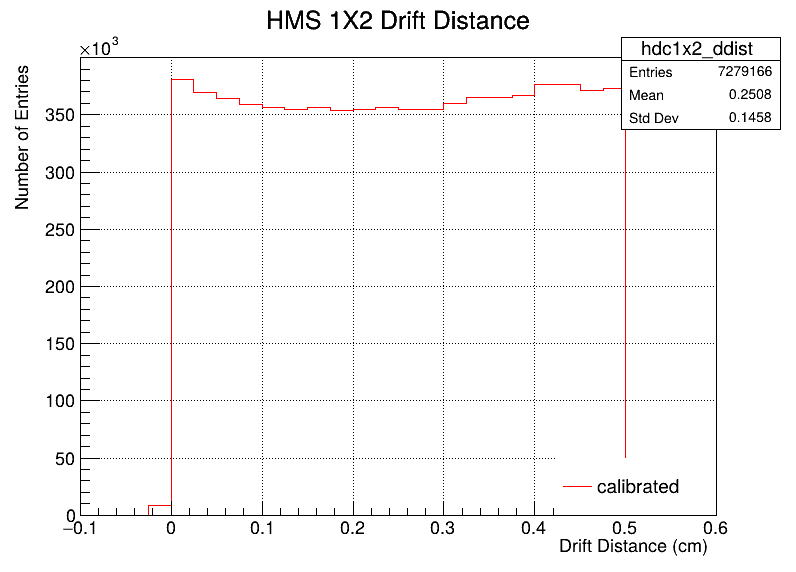 HMS 1X2 Drift Distance
×10³
hdc1x2_ddist
Entries 7279166
Mean 0.2508
Std Dev 0.1458
Number of Entries
350
300
250
200
150
100
50
0
calibrated
−0.1 0 0.1 0.2 0.3 0.4 0.5 0.6
Drift Distance (cm)